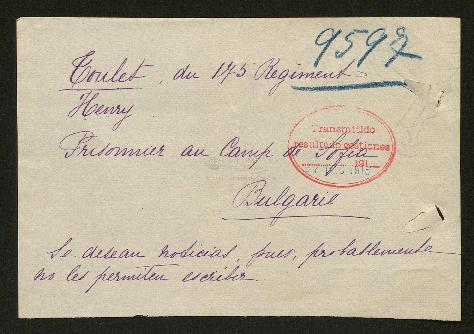 9597
Toulet, du 175 Regiment
Henry
Prisonnier au Camp de Sofia
Transmitido
resultado gestiones
191
Bulgarie
Se desean noticias, pues, probablemente
no les permiten escribir.